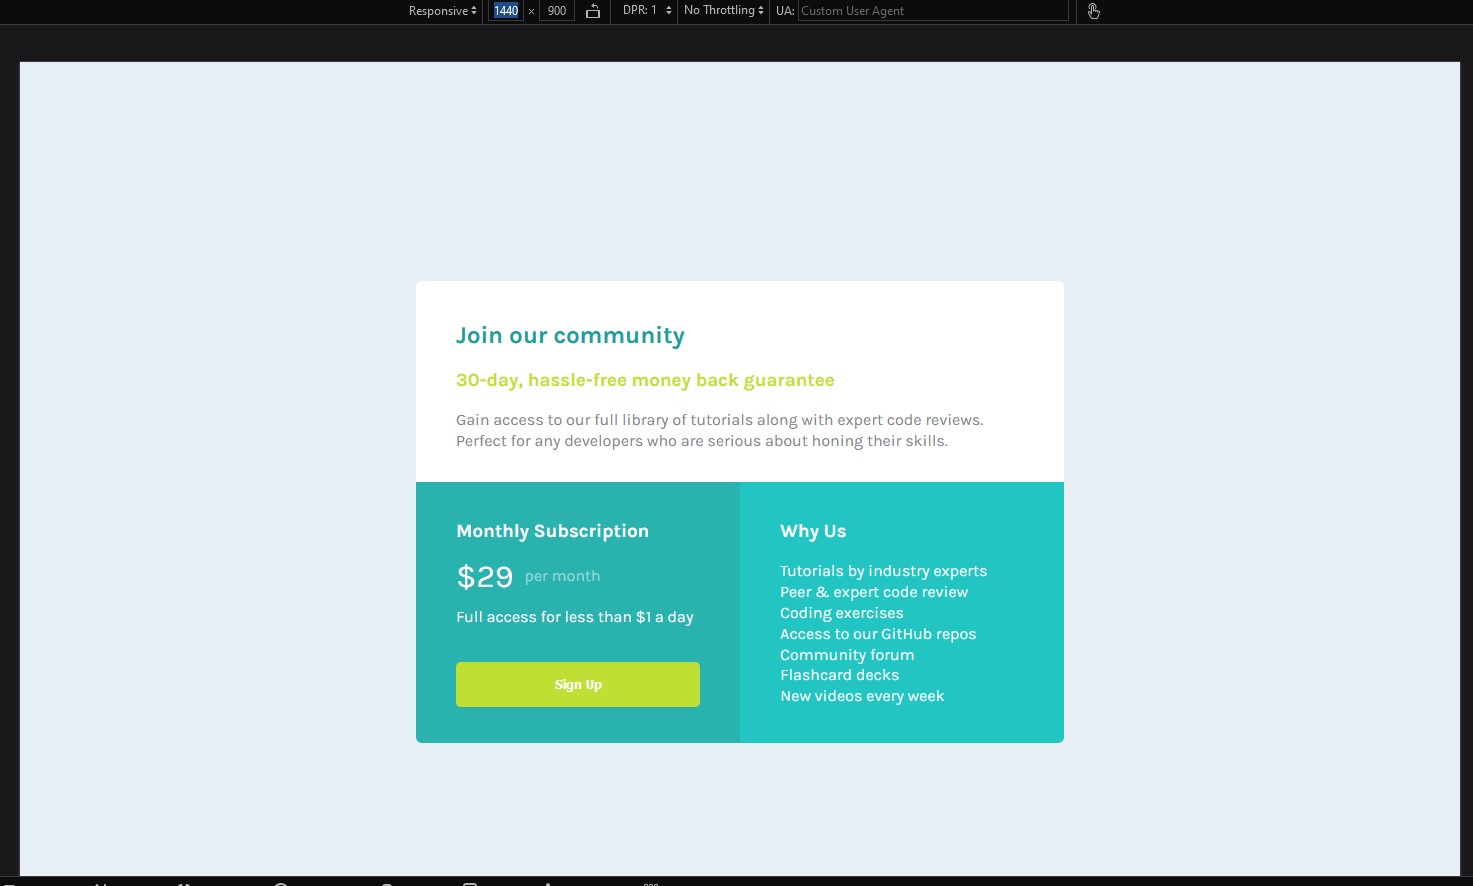 Responsive 1440 × 900 DPR: 1 No Throttling UA: Custom User Agent
Join our community
30-day, hassle-free money back guarantee
Gain access to our full library of tutorials along with expert code reviews.
Perfect for any developers who are serious about honing their skills.
Monthly Subscription
$29 per month
Full access for less than $1 a day
Sign Up
Why Us
Tutorials by industry experts
Peer & expert code review
Coding exercises
Access to our GitHub repos
Community forum
Flashcard decks
New videos every week